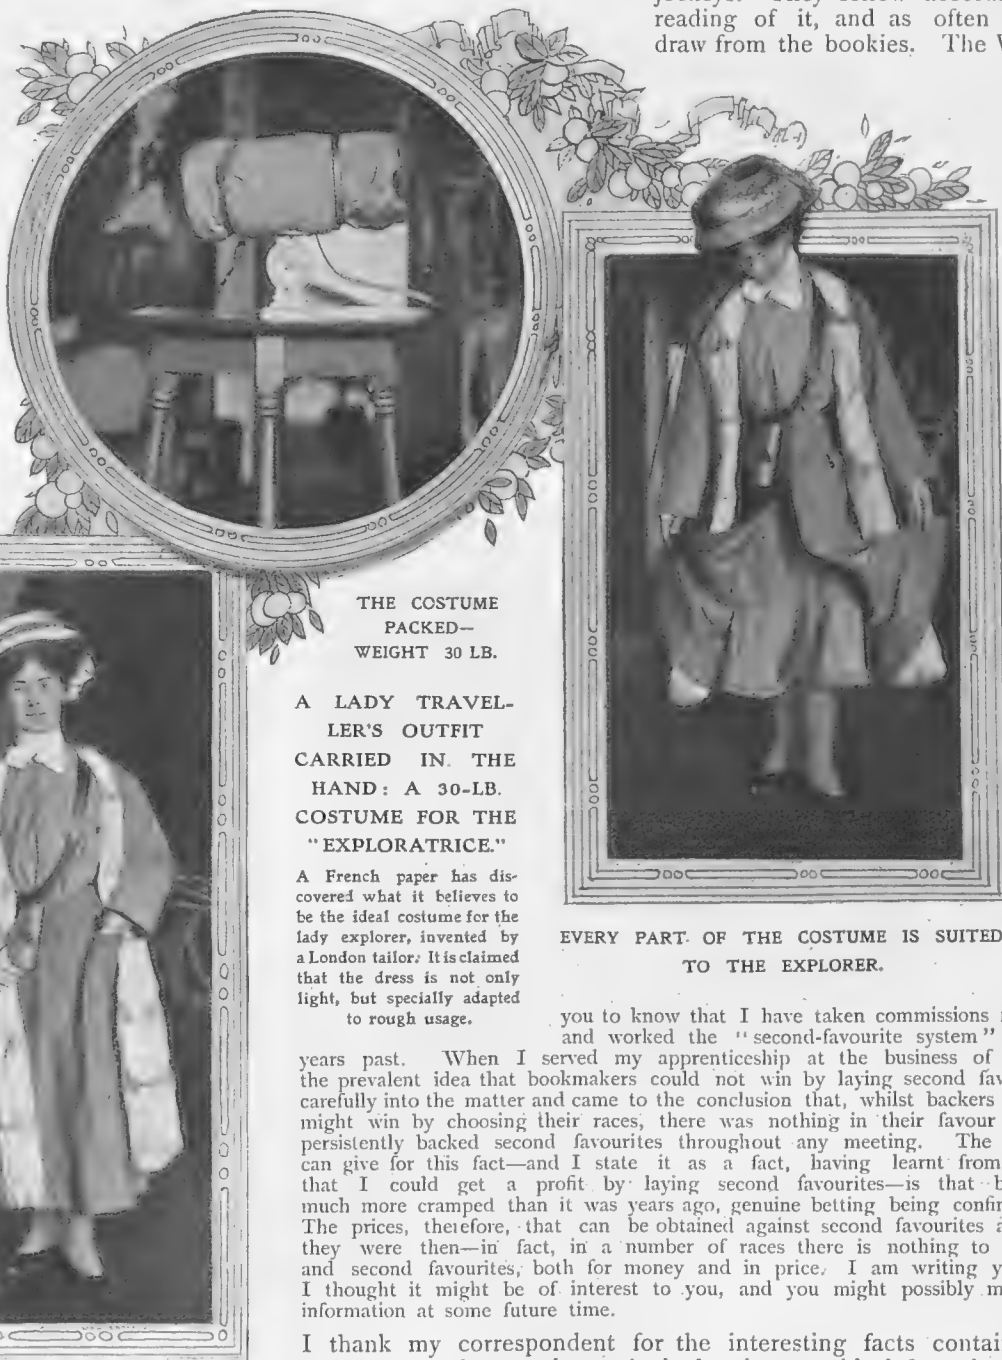 reading of it, and as often
draw from the bookies. The
THE COSTUME
PACKED—
WEIGHT 30 LB.
A LADY TRAVEL-
LER'S OUTFIT
CARRIED IN THE
HAND: A 30-LB.
COSTUME FOR THE
"EXPLORATRICE."
A French paper has dis-
covered what it believes to
be the ideal costume for the
lady explorer, invented by
a London tailor. It is claimed
that the dress is not only
light, but specially adapted
to rough usage.
EVERY PART OF THE COSTUME IS SUITED
TO THE EXPLORER.
you to know that I have taken commissions
and worked the "second-favourite system"
years past. When I served my apprenticeship at the business of
the prevalent idea that bookmakers could not win by laying second
carefully into the matter and came to the conclusion that, whilst backers
might win by choosing their races, there was nothing in their favour
persistently backed second favourites throughout any meeting. The
can give for this fact—and I state it as a fact, having learnt from
that I could get a profit by laying second favourites—is that
much more cramped than it was years ago, genuine betting being
The prices, therefore, that can be obtained against second favourites
they were then—in fact, in a number of races there is nothing to
and second favourites, both for money and in price. I am writing
I thought it might be of interest to you, and you might possibly
information at some future time.
I thank my correspondent for the interesting facts